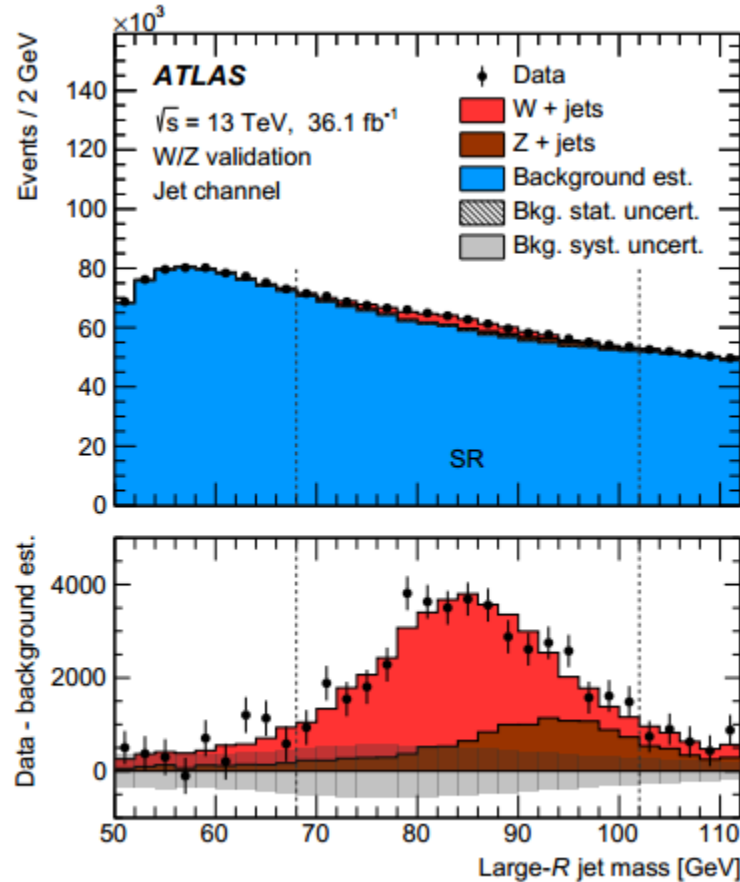 ×10³
Events / 2 GeV
140
120
100
80
60
40
20
0
ATLAS
√s = 13 TeV, 36.1 fb⁻¹
W/Z validation
Jet channel
Data
W + jets
Z + jets
Background est.
Bkg. stat. uncert.
Bkg. syst. uncert.
SR
Data - background est.
4000
2000
0
50 60 70 80 90 100 110
Large-R jet mass [GeV]